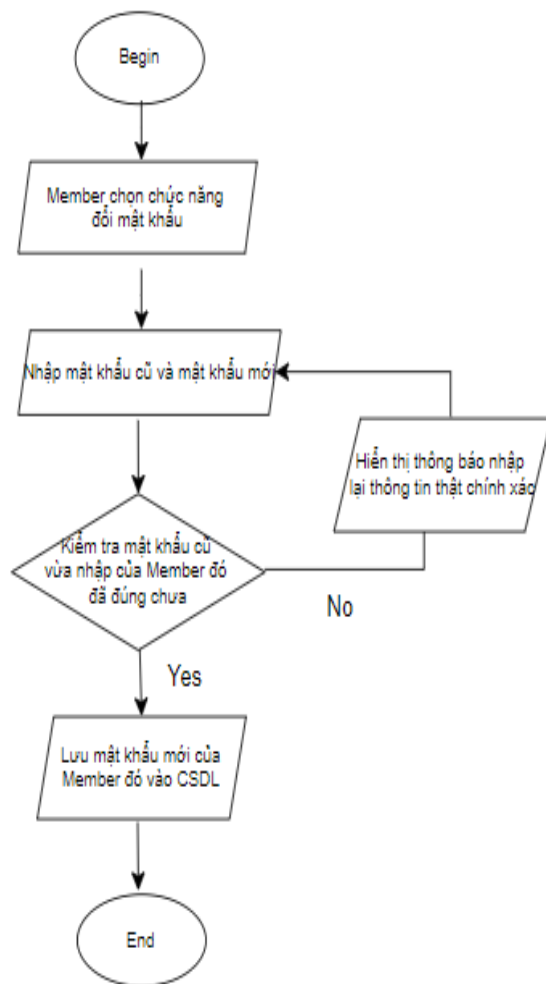 Begin
Member chọn chức năng
đổi mật khẩu
Nhập mật khẩu cũ và mật khẩu mới
Hiển thị thông báo nhập
lại thông tin thật chính xác
Kiểm tra mật khẩu cũ
vừa nhập của Member đó
đã đúng chưa
No
Yes
Lưu mật khẩu mới của
Member đó vào CSDL
End